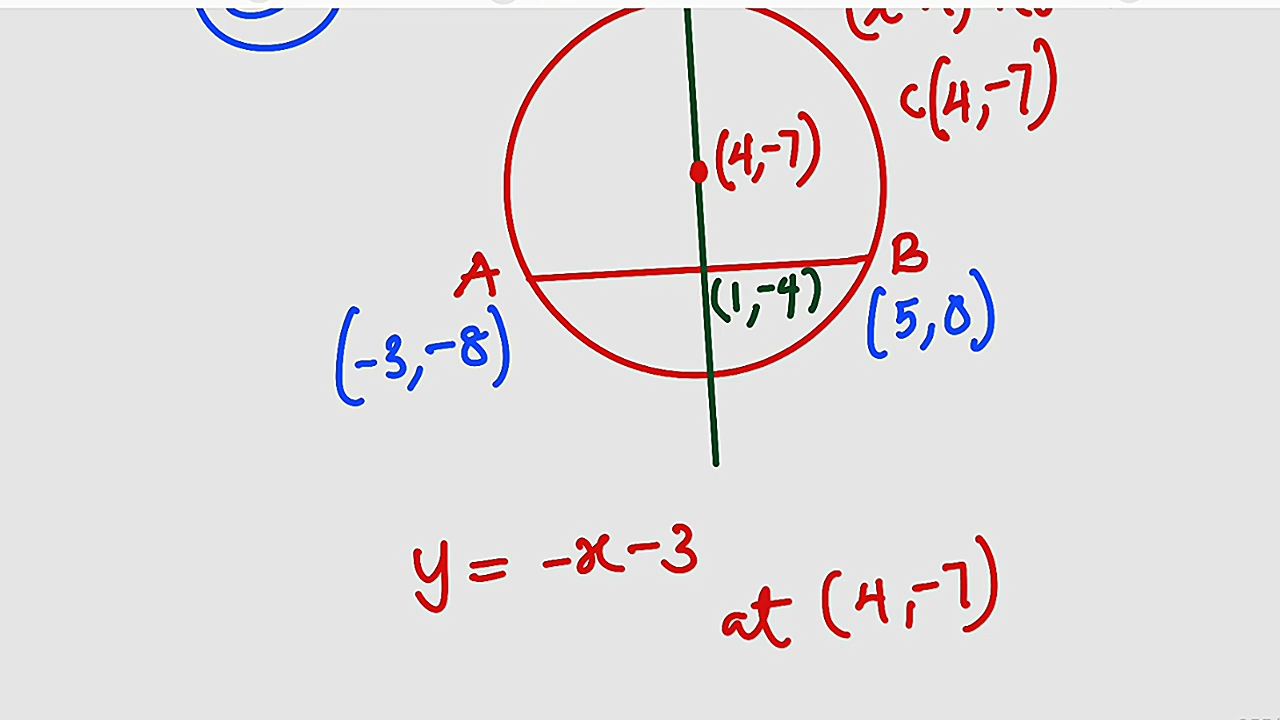 c(4,-7)
(4,-7)
A
B
(1,-4)
(-3,-8)
(5,0)
y = -x-3
at (4,-7)